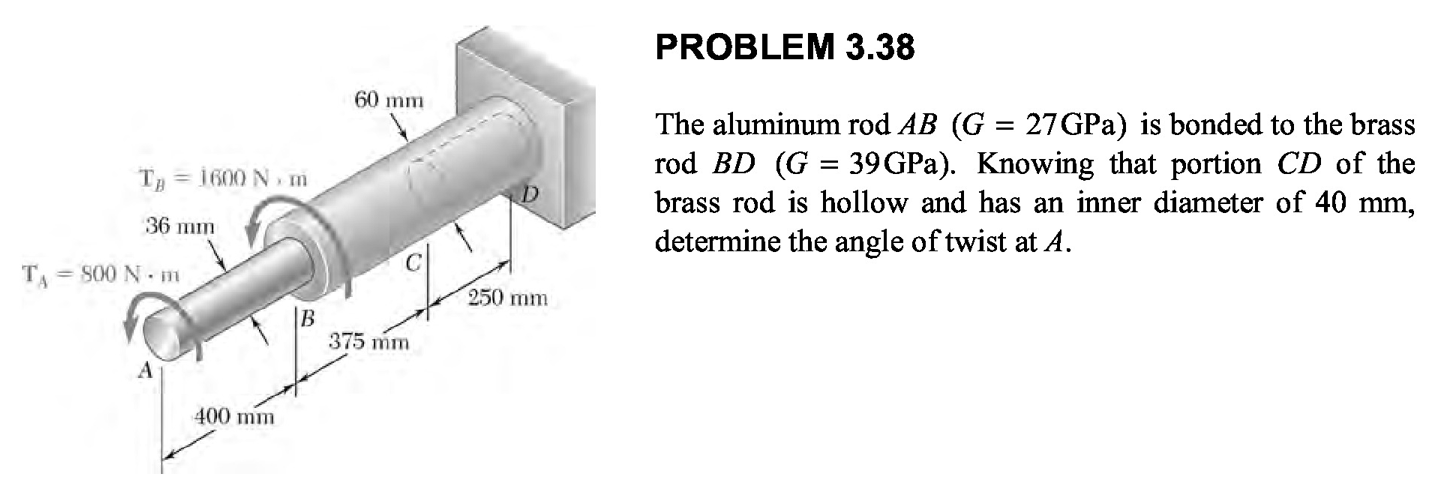 PROBLEM 3.38
The aluminum rod AB (G = 27 GPa) is bonded to the brass
rod BD (G = 39 GPa). Knowing that portion CD of the
brass rod is hollow and has an inner diameter of 40 mm,
determine the angle of twist at A.
60 mm
T_B = 1600 N · m
36 mm
T_A = 800 N · m
D
C
250 mm
B
375 mm
A
400 mm